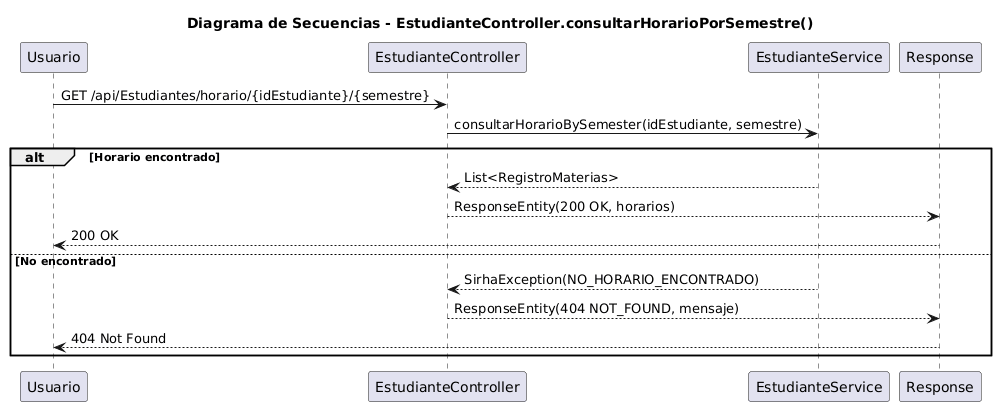 Diagrama de Secuencias - EstudianteController.consultarHorarioPorSemestre()
Usuario
EstudianteController
EstudianteService
Response
GET /api/Estudiantes/horario/{idEstudiante}/{semestre}
consultarHorarioBySemester(idEstudiante, semestre)
alt
[Horario encontrado]
List<RegistroMaterias>
ResponseEntity(200 OK, horarios)
200 OK
[No encontrado]
SirhaException(NO_HORARIO_ENCONTRADO)
ResponseEntity(404 NOT_FOUND, mensaje)
404 Not Found
Usuario
EstudianteController
EstudianteService
Response